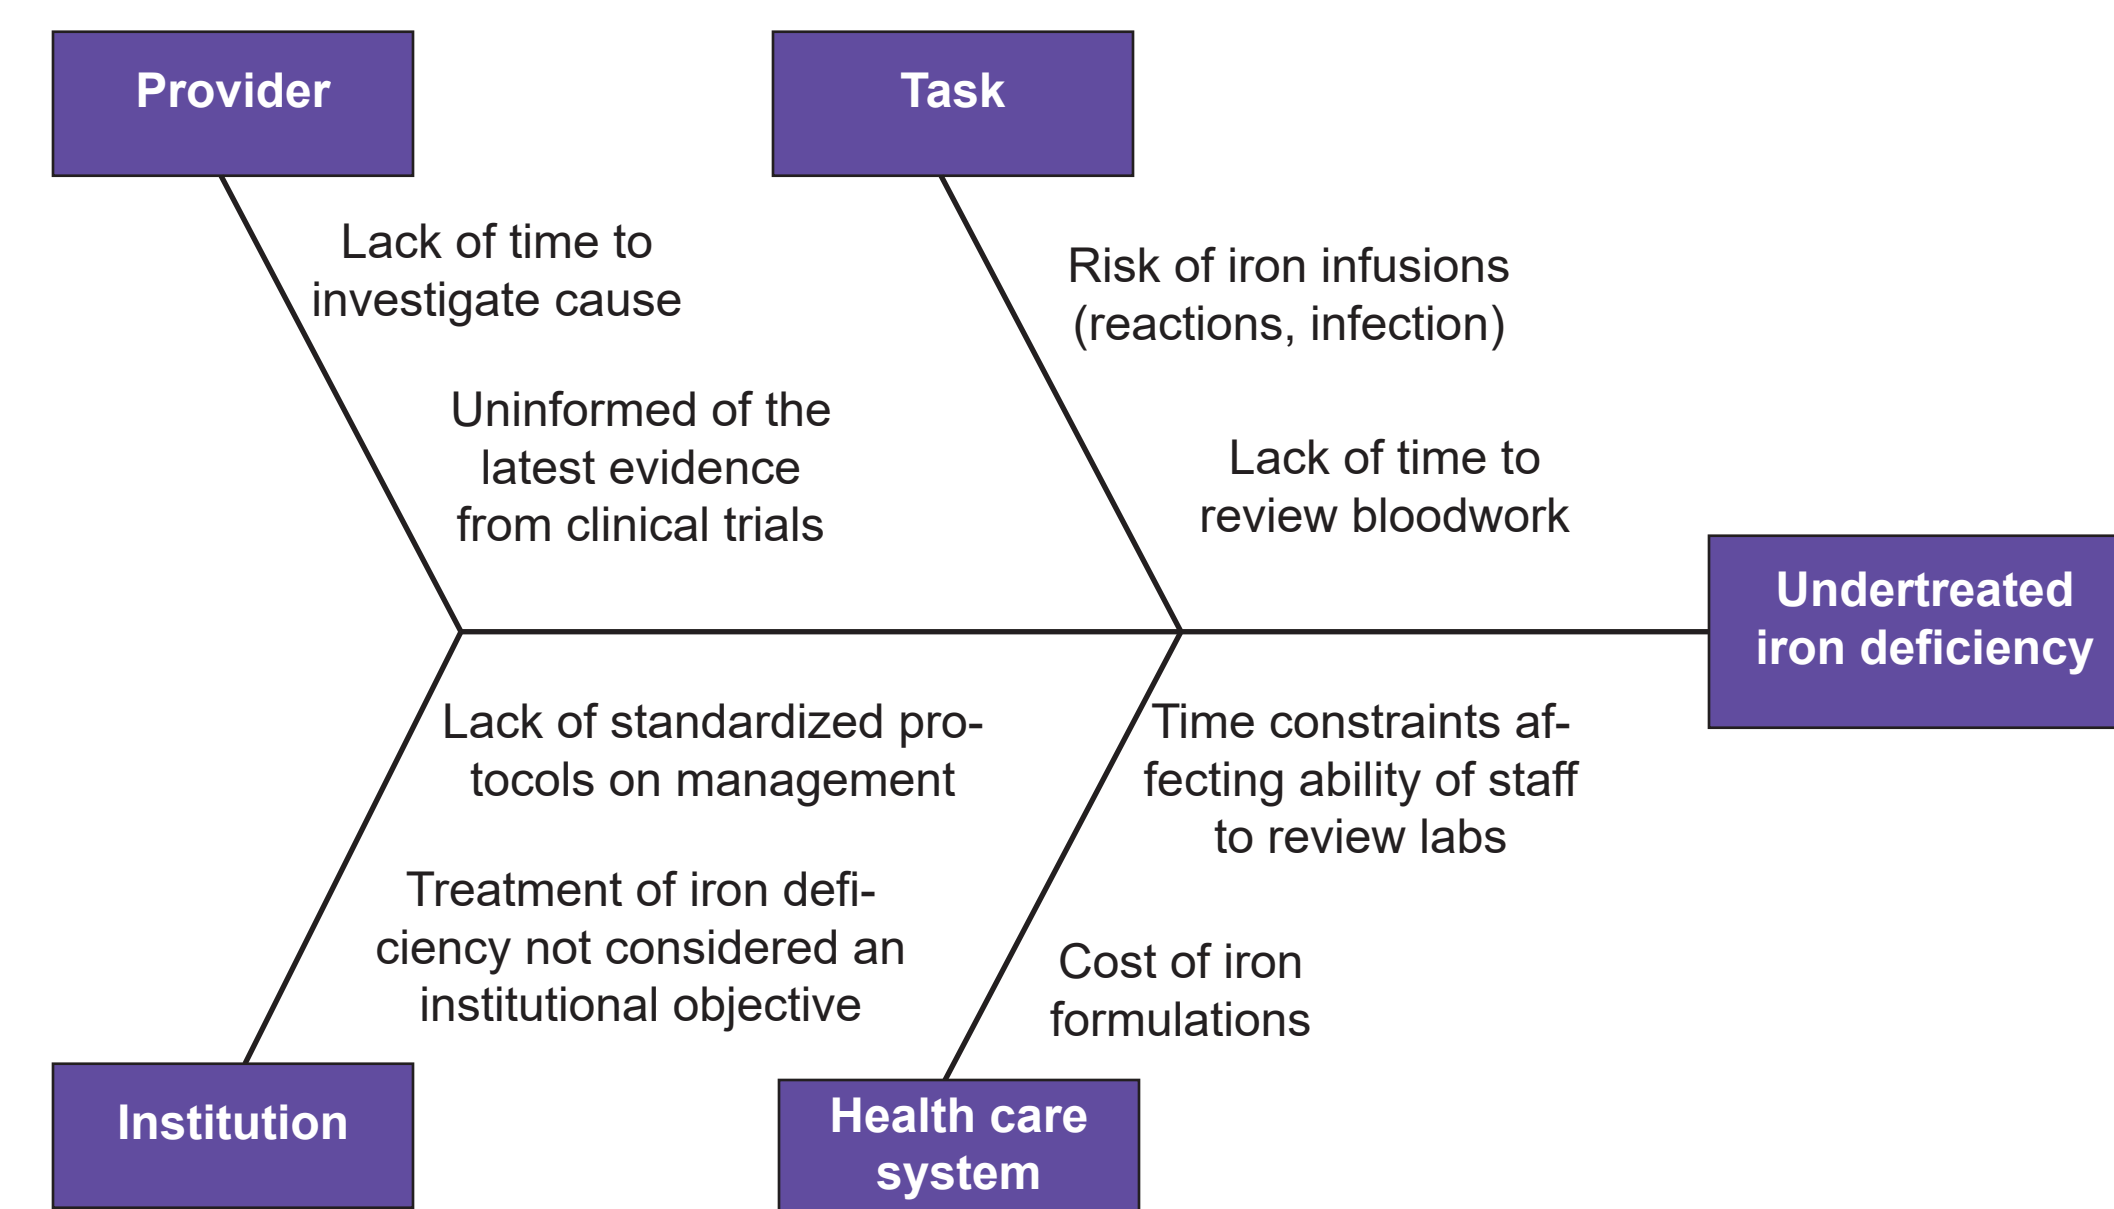 Provider
Task
Lack of time to
investigate cause
Risk of iron infusions
(reactions, infection)
Uninformed of the
latest evidence
from clinical trials
Lack of time to
review bloodwork
Undertreated
iron deficiency
Lack of standardized pro-
tocols on management
Time constraints af-
fecting ability of staff
to review labs
Treatment of iron defi-
ciency not considered an
institutional objective
Cost of iron
formulations
Institution
Health care
system